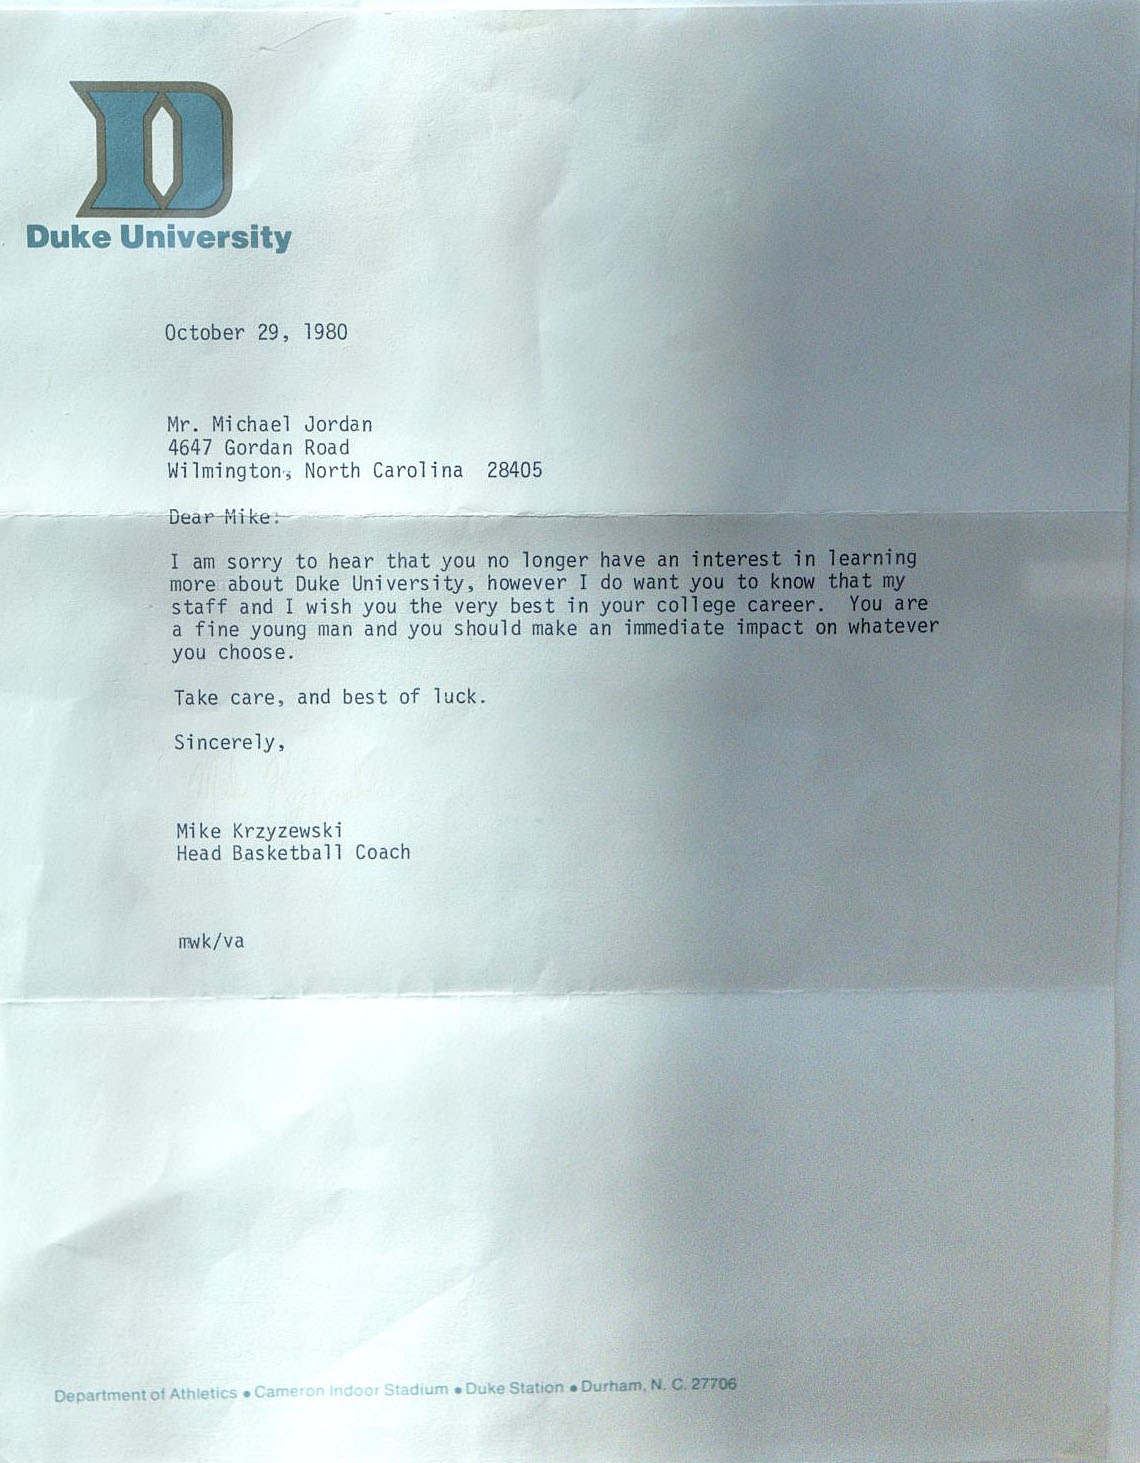 D
Duke University
October 29, 1980
Mr. Michael Jordan
4647 Gordan Road
Wilmington, North Carolina 28405
Dear Mike:
I am sorry to hear that you no longer have an interest in learning
more about Duke University, however I do want you to know that my
staff and I wish you the very best in your college career. You are
a fine young man and you should make an immediate impact on whatever
you choose.
Take care, and best of luck.
Sincerely,
Mike Krzyzewski
Head Basketball Coach
mwk/va
Department of Athletics • Cameron Indoor Stadium • Duke Station • Durham, N. C. 27706